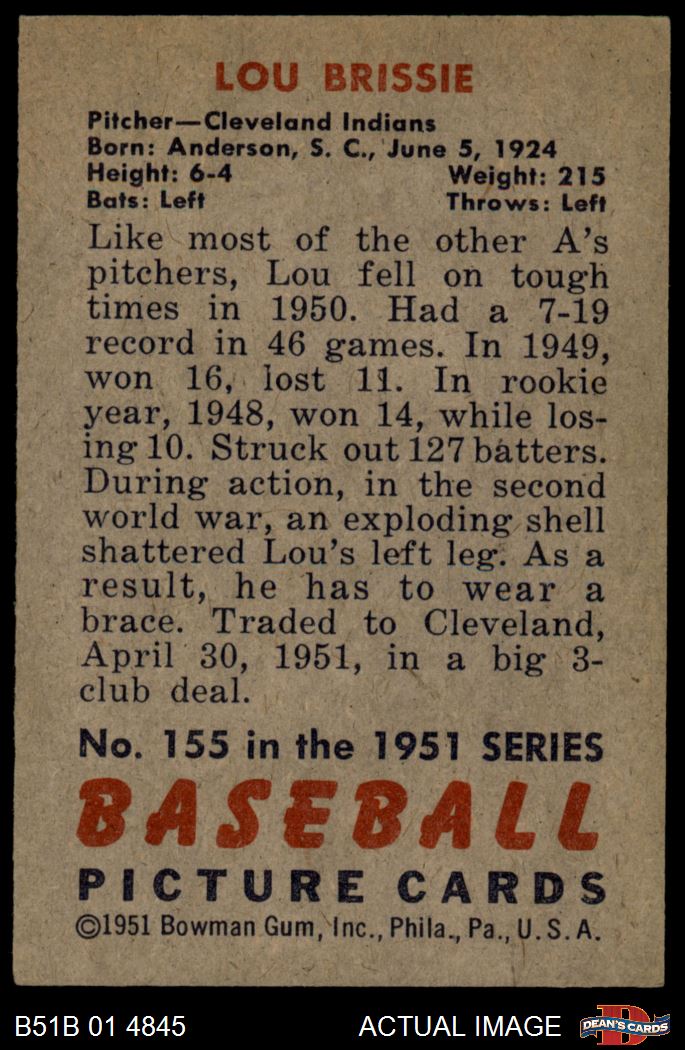 LOU BRISSIE
Pitcher—Cleveland Indians
Born: Anderson, S. C., June 5, 1924
Height: 6-4 Weight: 215
Bats: Left Throws: Left
Like most of the other A's
pitchers, Lou fell on tough
times in 1950. Had a 7-19
record in 46 games. In 1949,
won 16, lost 11. In rookie
year, 1948, won 14, while los-
ing 10. Struck out 127 batters.
During action, in the second
world war, an exploding shell
shattered Lou's left leg. As a
result, he has to wear a
brace. Traded to Cleveland,
April 30, 1951, in a big 3-
club deal.
No. 155 in the 1951 SERIES
BASEBALL
PICTURE CARDS
©1951 Bowman Gum, Inc., Phila., Pa., U. S. A.
B51B 01 4845 ACTUAL IMAGE DEAN'S CARDS